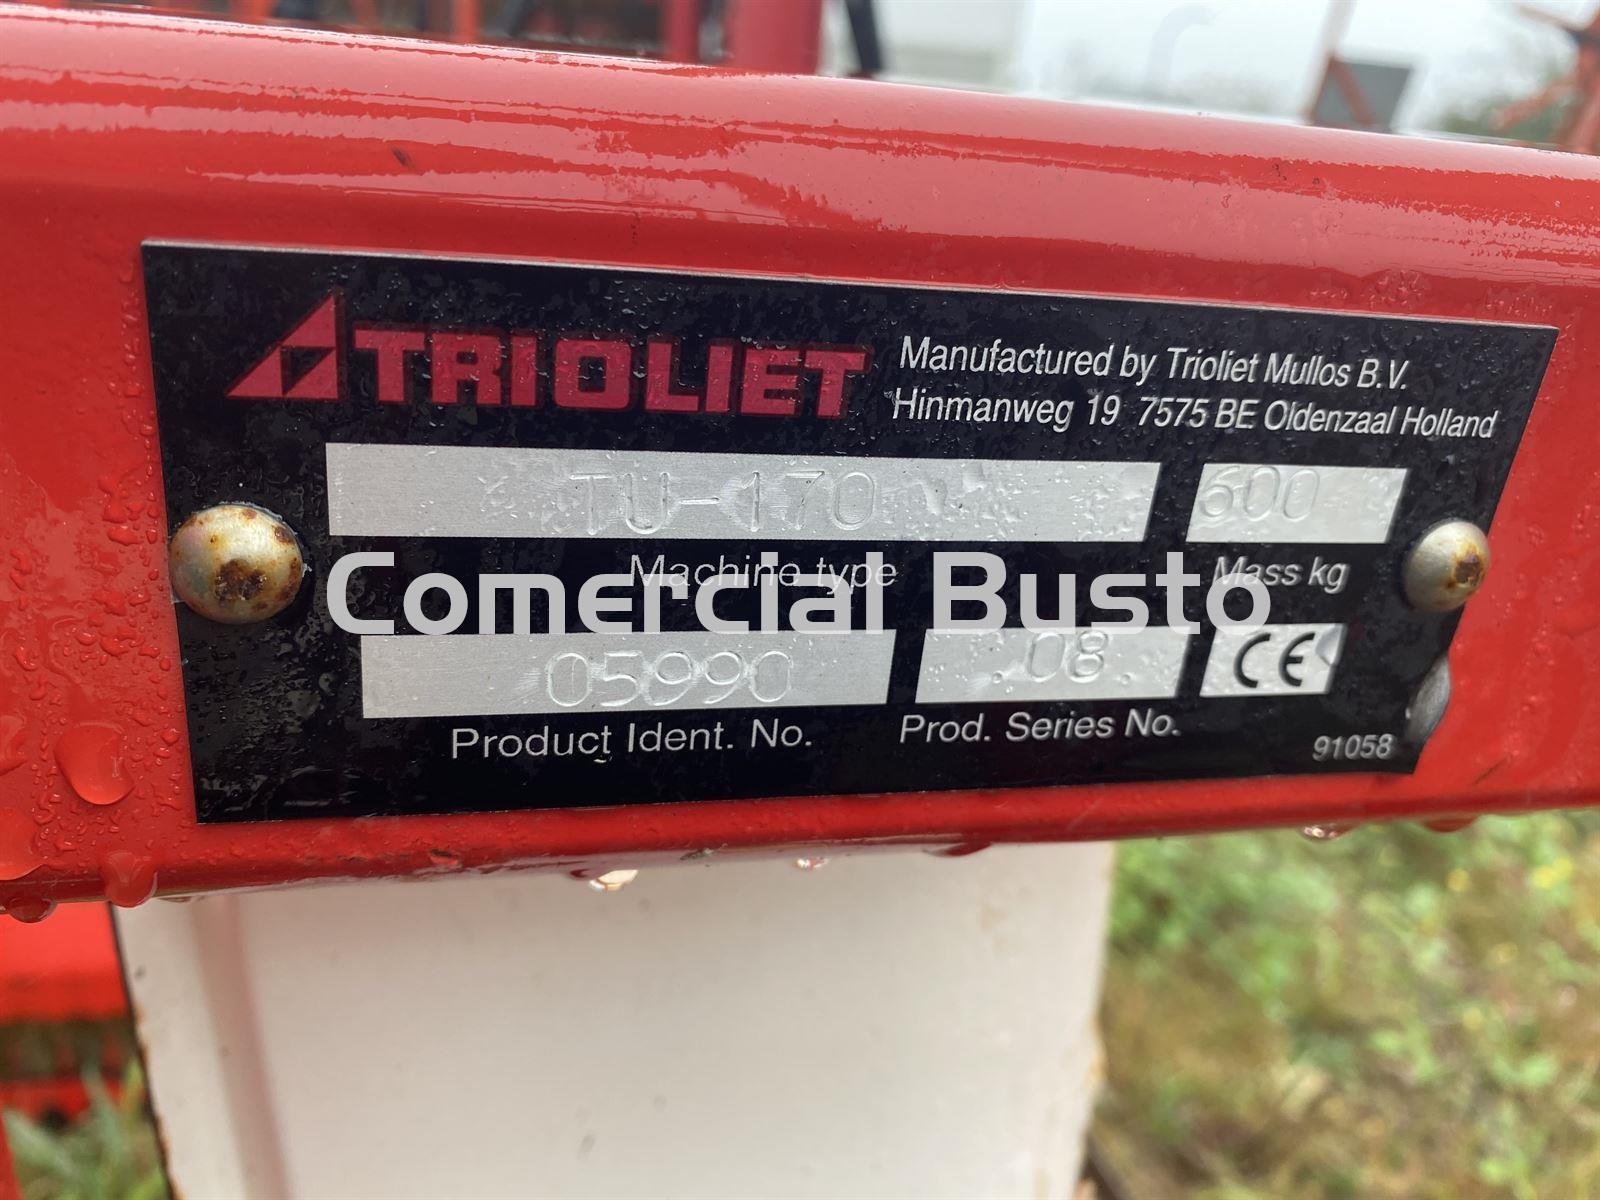 TRIOLIET
Manufactured by Trioliet Mullos B.V.
Hinmanweg 19 7575 BE Oldenzaal Holland
TU-170
600
Machine type
Mass kg
Comercial Busto
05990
.08.
CE
Product Ident. No.
Prod. Series No.
91058